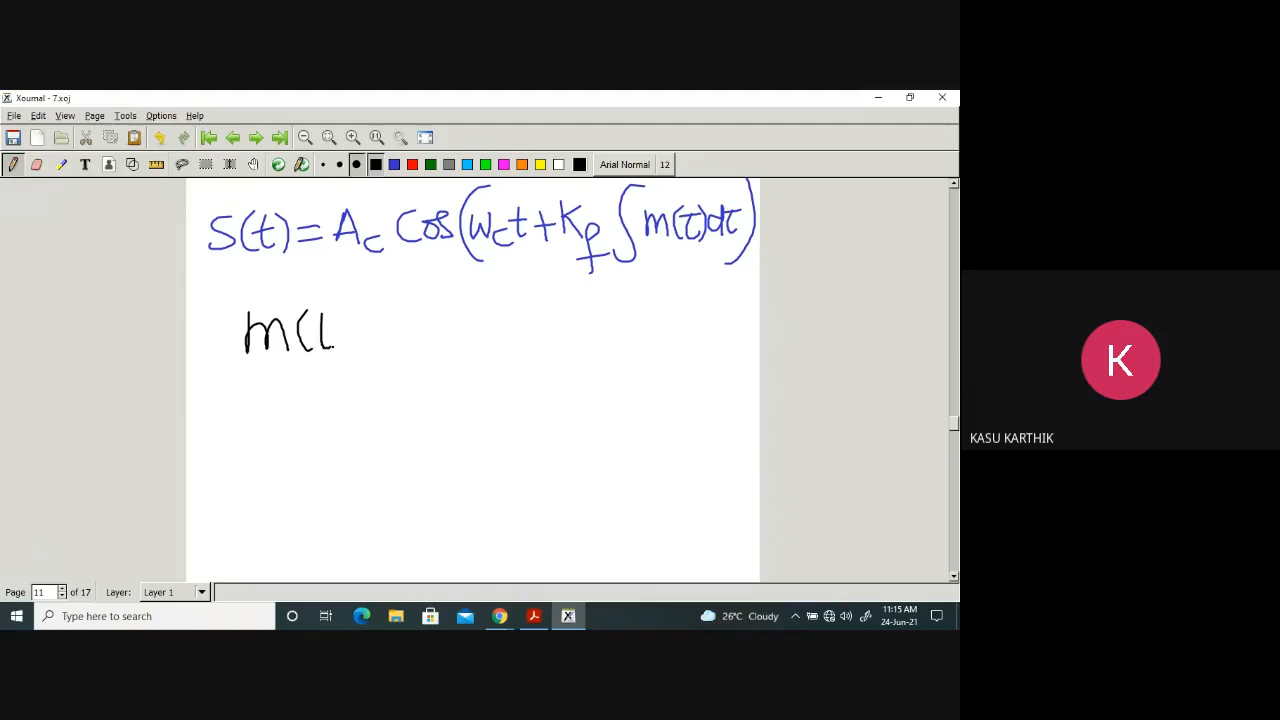 Xournal - 7.xoj
File Edit View Page Tools Options Help
Arial Normal 12
S(t) = A_c Cos(ω_c t + K_f ∫ m(τ)dτ)
m(t
K
KASU KARTHIK
Page 11 of 17 Layer: Layer 1
Type here to search
26°C Cloudy
11:15 AM
24-Jun-21